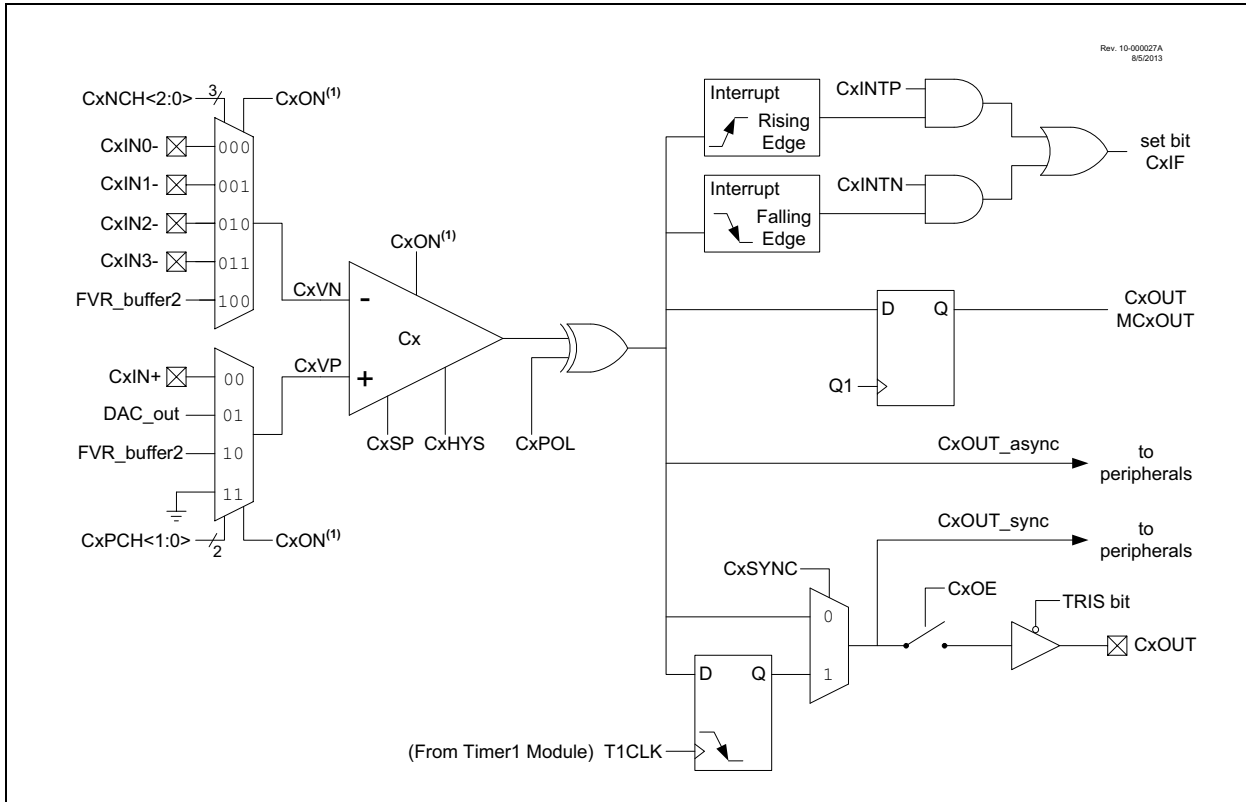 Rev. 10-000027A
8/5/2013
CxNCH<2:0>
3
CxON(1)
CxIN0-
000
CxIN1-
001
CxIN2-
010
CxIN3-
011
FVR_buffer2
100
CxVN
CxON(1)
-
Cx
+
CxVP
CxIN+
00
DAC_out
01
FVR_buffer2
10
11
CxPCH<1:0>
2
CxON(1)
CxSP
CxHYS
CxPOL
Interrupt
Rising
Edge
CxINTP
Interrupt
Falling
Edge
CxINTN
set bit
CxIF
D
Q
Q1
CxOUT
MCxOUT
CxOUT_async
to
peripherals
CxOUT_sync
to
peripherals
CxSYNC
0
1
CxOE
TRIS bit
CxOUT
D
Q
(From Timer1 Module) T1CLK